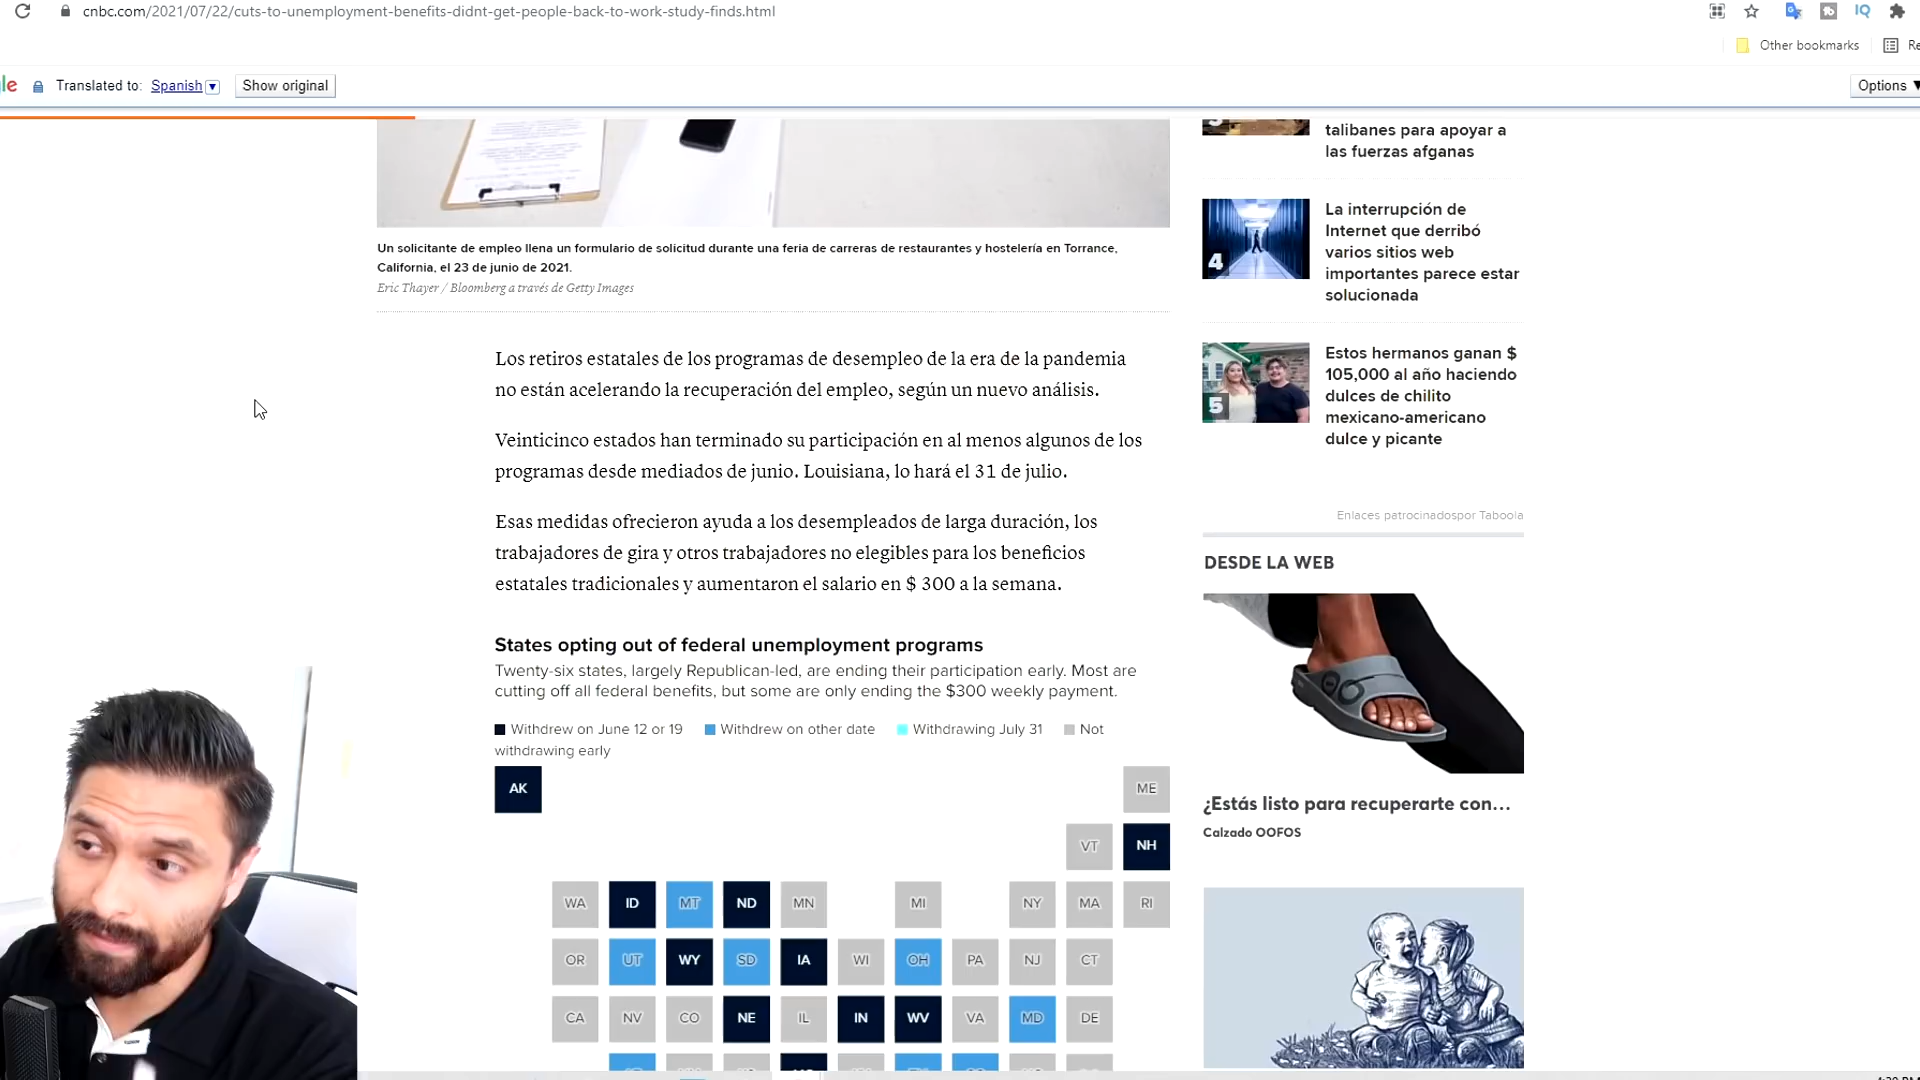 cnbc.com/2021/07/22/cuts-to-unemployment-benefits-didnt-get-people-back-to-work-study-finds.html
IQ
Other bookmarks
Translated to: Spanish
Show original
Options
talibanes para apoyar a
las fuerzas afganas
Un solicitante de empleo llena un formulario de solicitud durante una feria de carreras de restaurantes y hostelería en Torrance,
California, el 23 de junio de 2021.
Eric Thayer / Bloomberg a través de Getty Images
4
La interrupción de
Internet que derribó
varios sitios web
importantes parece estar
solucionada
5
Estos hermanos ganan $
105,000 al año haciendo
dulces de chilito
mexicano-americano
dulce y picante
Los retiros estatales de los programas de desempleo de la era de la pandemia
no están acelerando la recuperación del empleo, según un nuevo análisis.
Veinticinco estados han terminado su participación en al menos algunos de los
programas desde mediados de junio. Louisiana, lo hará el 31 de julio.
Esas medidas ofrecieron ayuda a los desempleados de larga duración, los
trabajadores de gira y otros trabajadores no elegibles para los beneficios
estatales tradicionales y aumentaron el salario en $ 300 a la semana.
Enlaces patrocinadospor Taboola
DESDE LA WEB
¿Estás listo para recuperarte con…
Calzado OOFOS
States opting out of federal unemployment programs
Twenty-six states, largely Republican-led, are ending their participation early. Most are
cutting off all federal benefits, but some are only ending the $300 weekly payment.
Withdrew on June 12 or 19 Withdrew on other date Withdrawing July 31 Not
withdrawing early
AK ME
VT NH
WA ID MT ND MN MI NY MA RI
OR UT WY SD IA WI OH PA NJ CT
CA NV CO NE IL IN WV VA MD DE